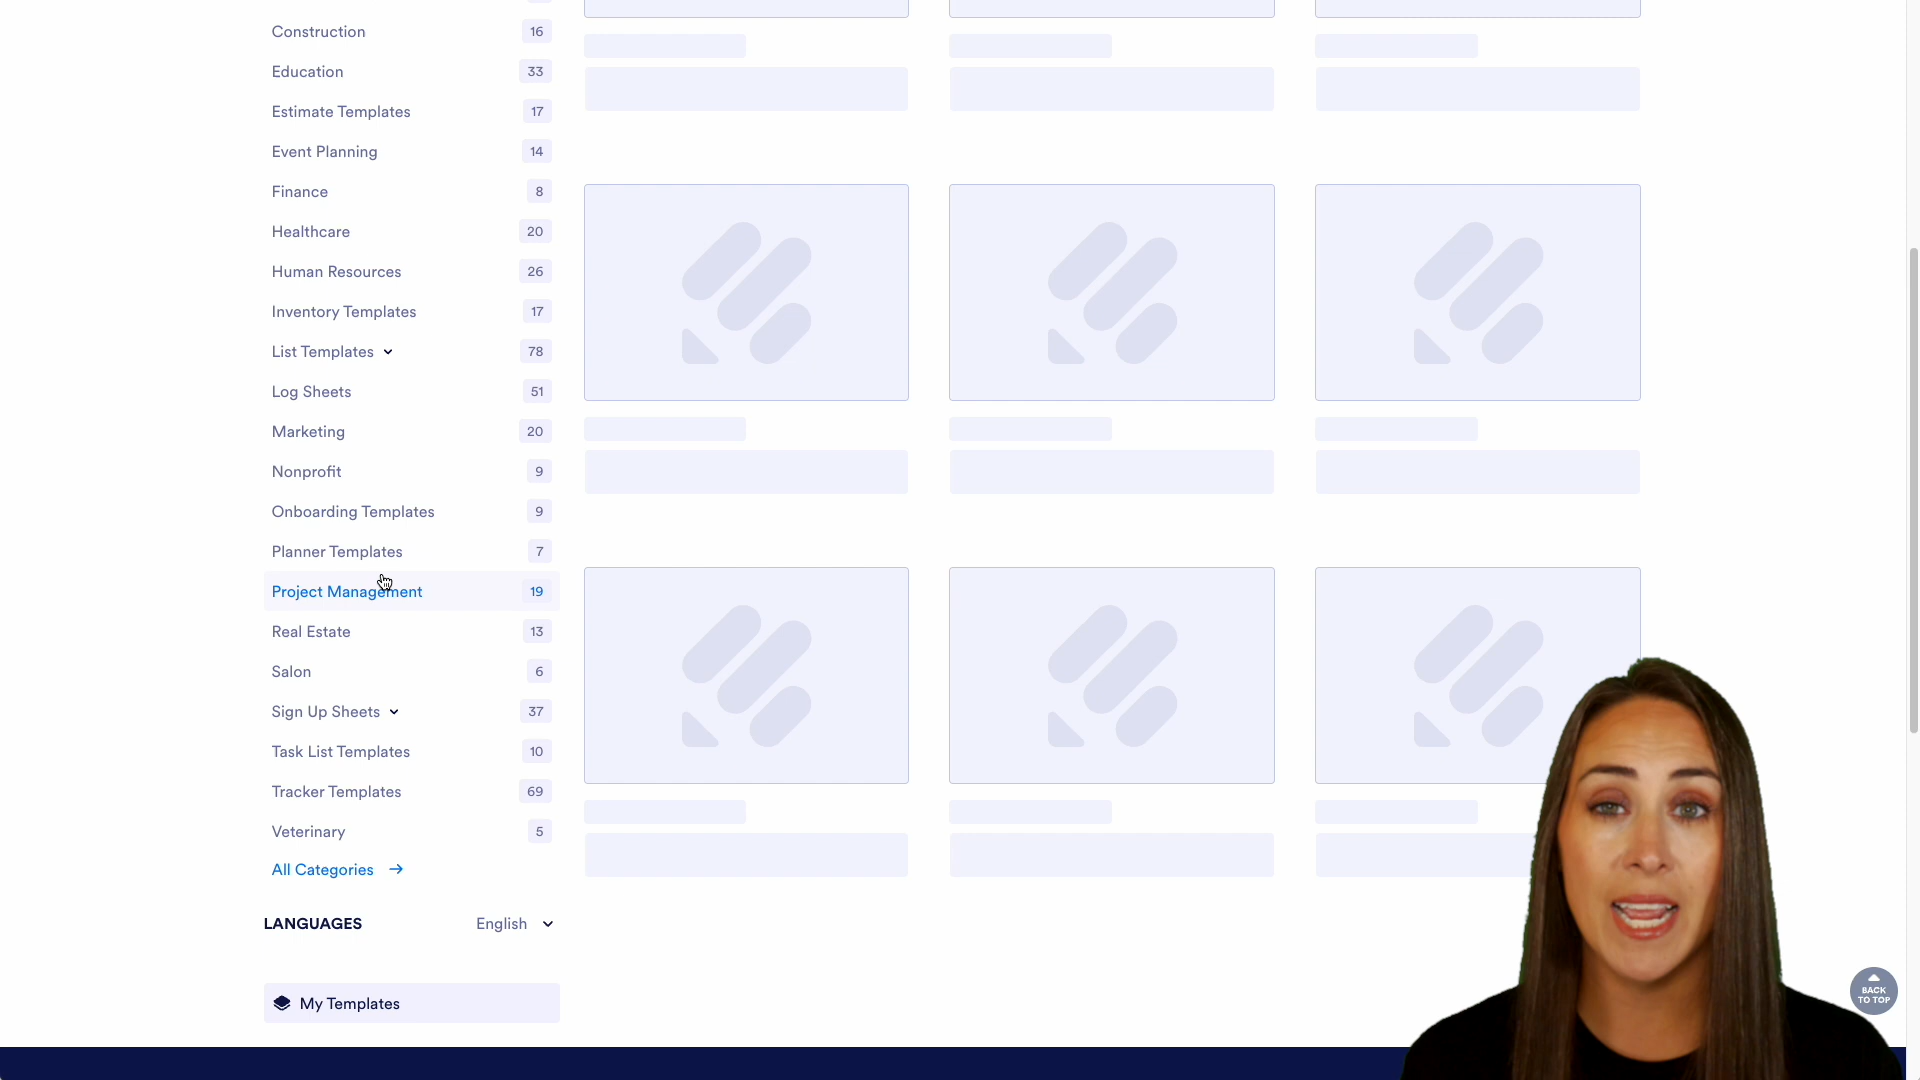 Construction 16
Education 33
Estimate Templates 17
Event Planning 14
Finance 8
Healthcare 20
Human Resources 26
Inventory Templates 17
List Templates 78
Log Sheets 51
Marketing 20
Nonprofit 9
Onboarding Templates 9
Planner Templates 7
Project Management 19
Real Estate 13
Salon 6
Sign Up Sheets 37
Task List Templates 10
Tracker Templates 69
Veterinary 5
All Categories
LANGUAGES English
My Templates
BACK
TO TOP